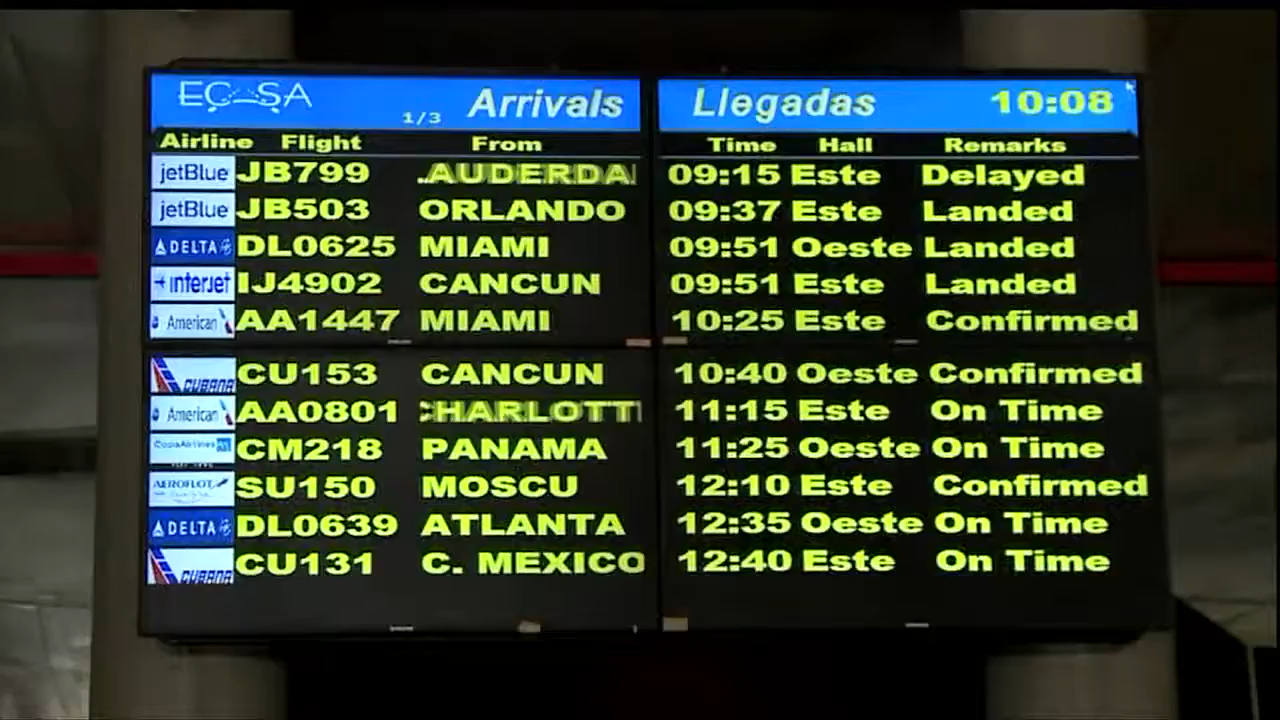 ECASA 1/3 Arrivals Llegadas 10:08
Airline Flight From Time Hall Remarks
jetBlue JB799 .AUDERDA 09:15 Este Delayed
jetBlue JB503 ORLANDO 09:37 Este Landed
DELTA DL0625 MIAMI 09:51 Oeste Landed
interjet IJ4902 CANCUN 09:51 Este Landed
American AA1447 MIAMI 10:25 Este Confirmed
CUBANA CU153 CANCUN 10:40 Oeste Confirmed
American AA0801 CHARLOTT 11:15 Este On Time
CopaAirlines CM218 PANAMA 11:25 Oeste On Time
AEROFLOT SU150 MOSCU 12:10 Este Confirmed
DELTA DL0639 ATLANTA 12:35 Oeste On Time
CUBANA CU131 C. MEXICO 12:40 Este On Time